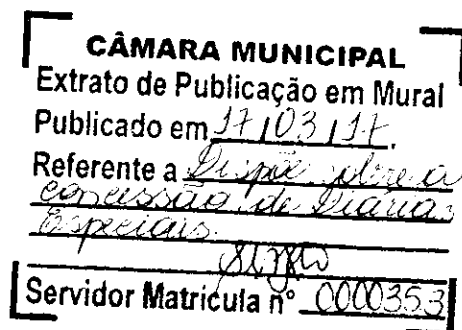 CÂMARA MUNICIPAL
Extrato de Publicação em Mural
Publicado em 17/03/17.
Referente a Dispõe sobre a
concessão de Diárias
Especiais.
Servidor Matrícula nº 0000353